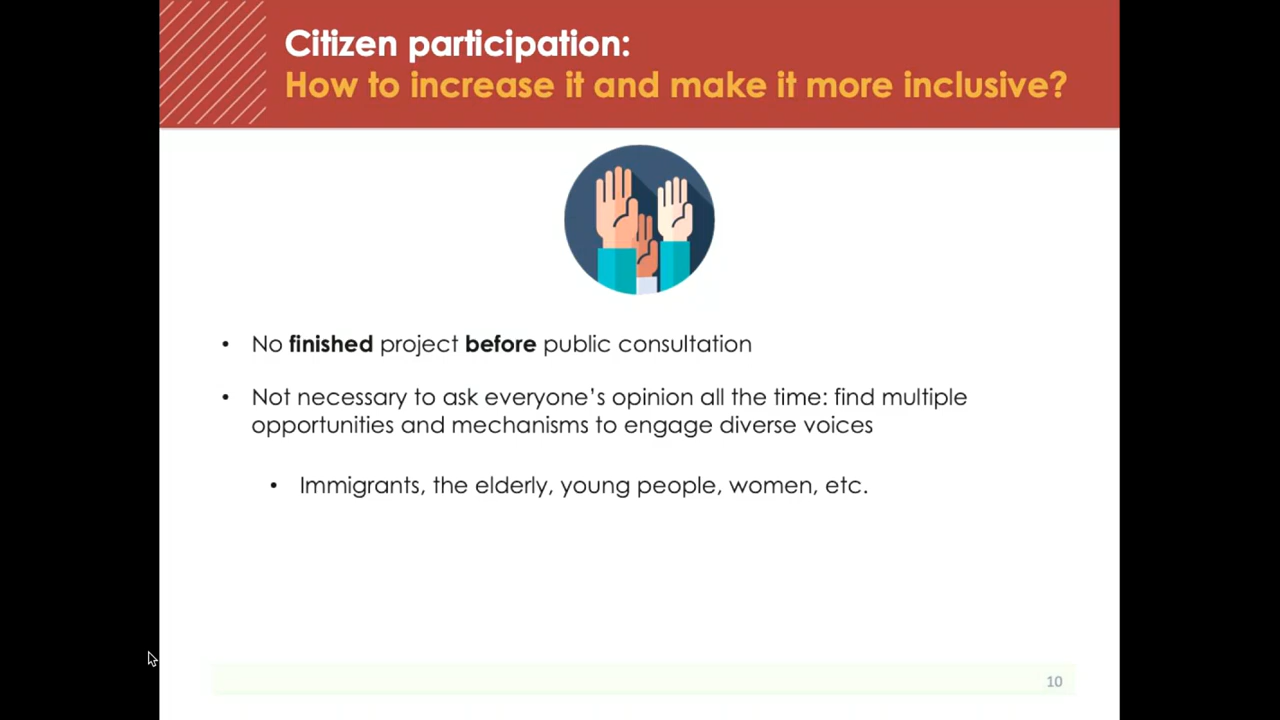 Citizen participation:
How to increase it and make it more inclusive?
• No finished project before public consultation
• Not necessary to ask everyone’s opinion all the time: find multiple
opportunities and mechanisms to engage diverse voices
• Immigrants, the elderly, young people, women, etc.
10